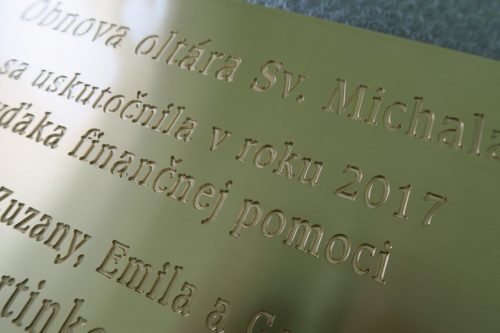 Obnova oltára Sv. Michala
sa uskutočnila v roku 2017
vďaka finančnej pomoci
Zuzany, Emila a